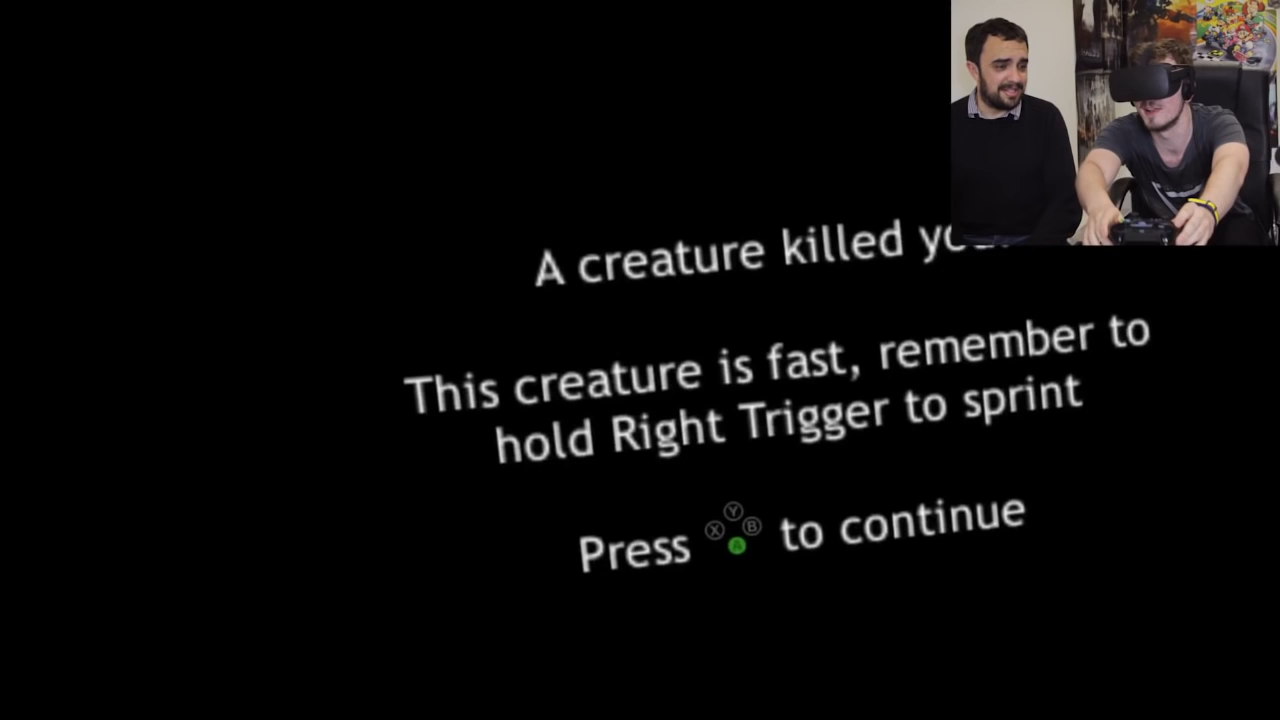 A creature killed
This creature is fast, remember to
hold Right Trigger to sprint
Press Y X B A to continue